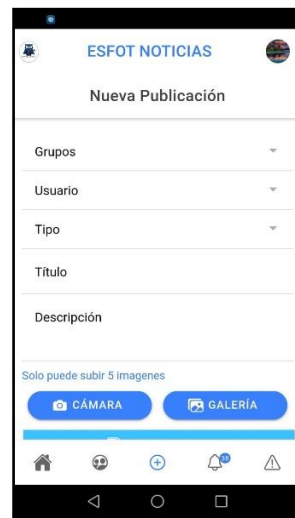 ESFOT NOTICIAS
Nueva Publicación
Grupos
Usuario
Tipo
Título
Descripción
Solo puede subir 5 imagenes
CÁMARA GALERÍA